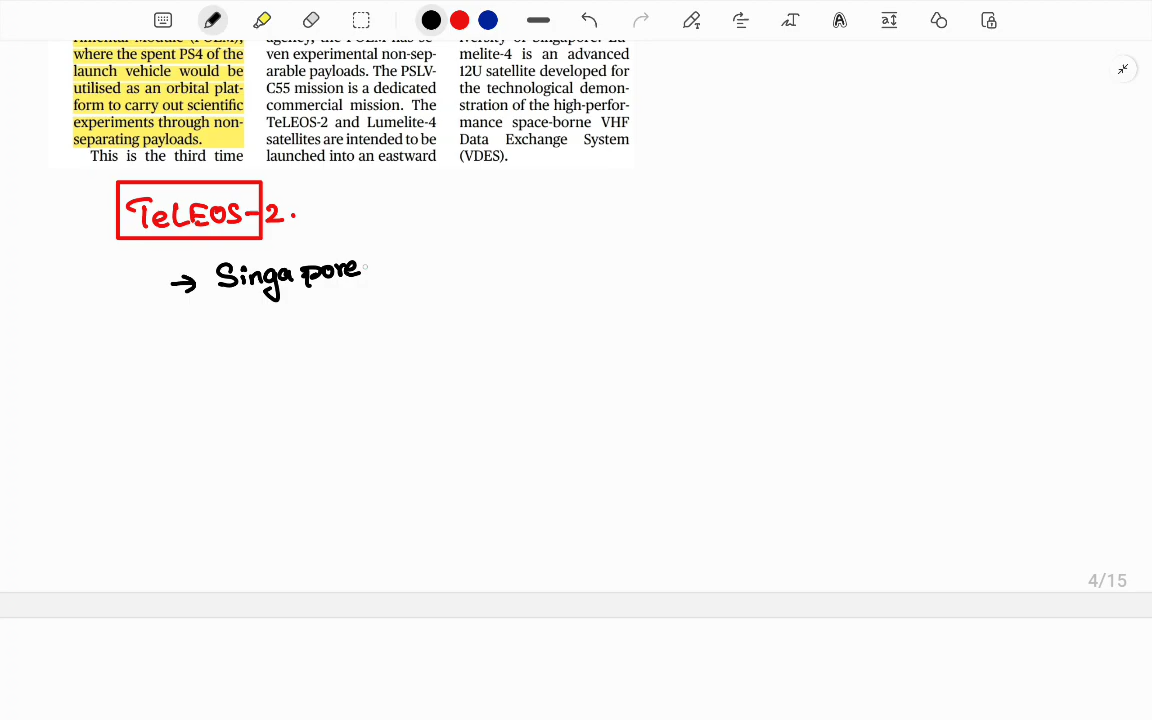 where the spent PS4 of the
launch vehicle would be
utilised as an orbital plat-
form to carry out scientific
experiments through non-
separating payloads.
This is the third time
ven experimental non-sep-
arable payloads. The PSLV-
C55 mission is a dedicated
commercial mission. The
TeLEOS-2 and Lumelite-4
satellites are intended to be
launched into an eastward
melite-4 is an advanced
12U satellite developed for
the technological demon-
stration of the high-perfor-
mance space-borne VHF
Data Exchange System
(VDES).
TeLEOS-2.
→ Singapore
4/15